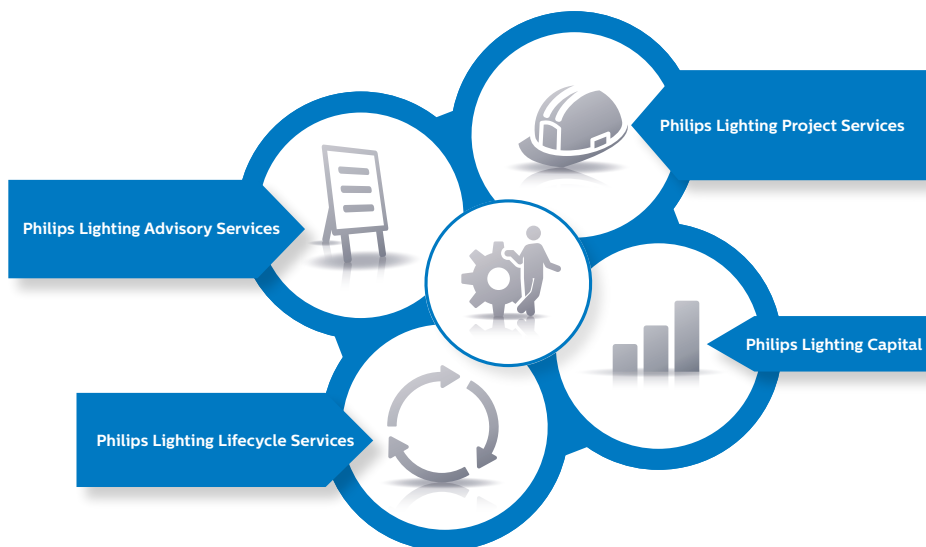 Philips Lighting Project Services
Philips Lighting Advisory Services
Philips Lighting Capital
Philips Lighting Lifecycle Services